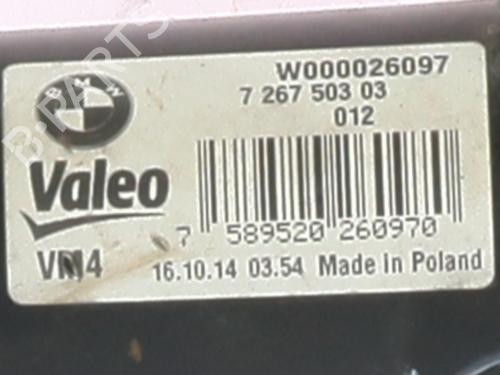 W000026097
BMW
7 267 503 03
012
Valeo
7 589520 260970
VM4 16.10.14 03.54 Made in Poland
B-PARTS